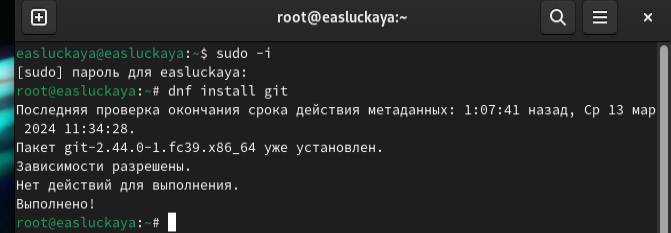 root@easluckaya:~
easluckaya@easluckaya:~$ sudo -i
[sudo] пароль для easluckaya:
root@easluckaya:~# dnf install git
Последняя проверка окончания срока действия метаданных: 1:07:41 назад, Ср 13 мар
 2024 11:34:28.
Пакет git-2.44.0-1.fc39.x86_64 уже установлен.
Зависимости разрешены.
Нет действий для выполнения.
Выполнено!
root@easluckaya:~#